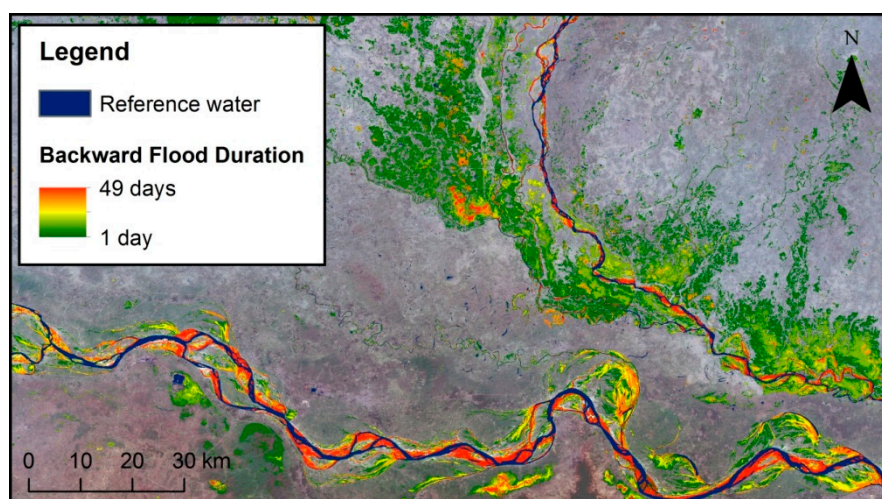 Legend
Reference water
Backward Flood Duration
49 days
1 day
N
0 10 20 30 km